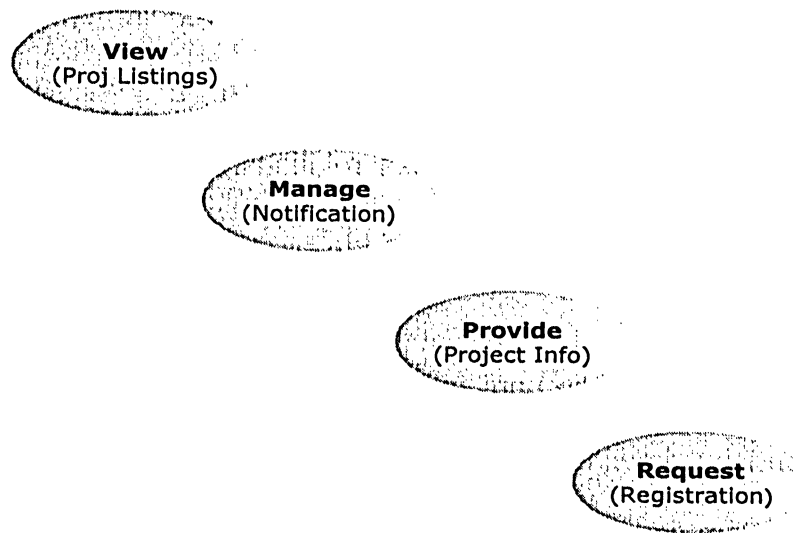 View
(Proj Listings)
Manage
(Notification)
Provide
(Project Info)
Request
(Registration)